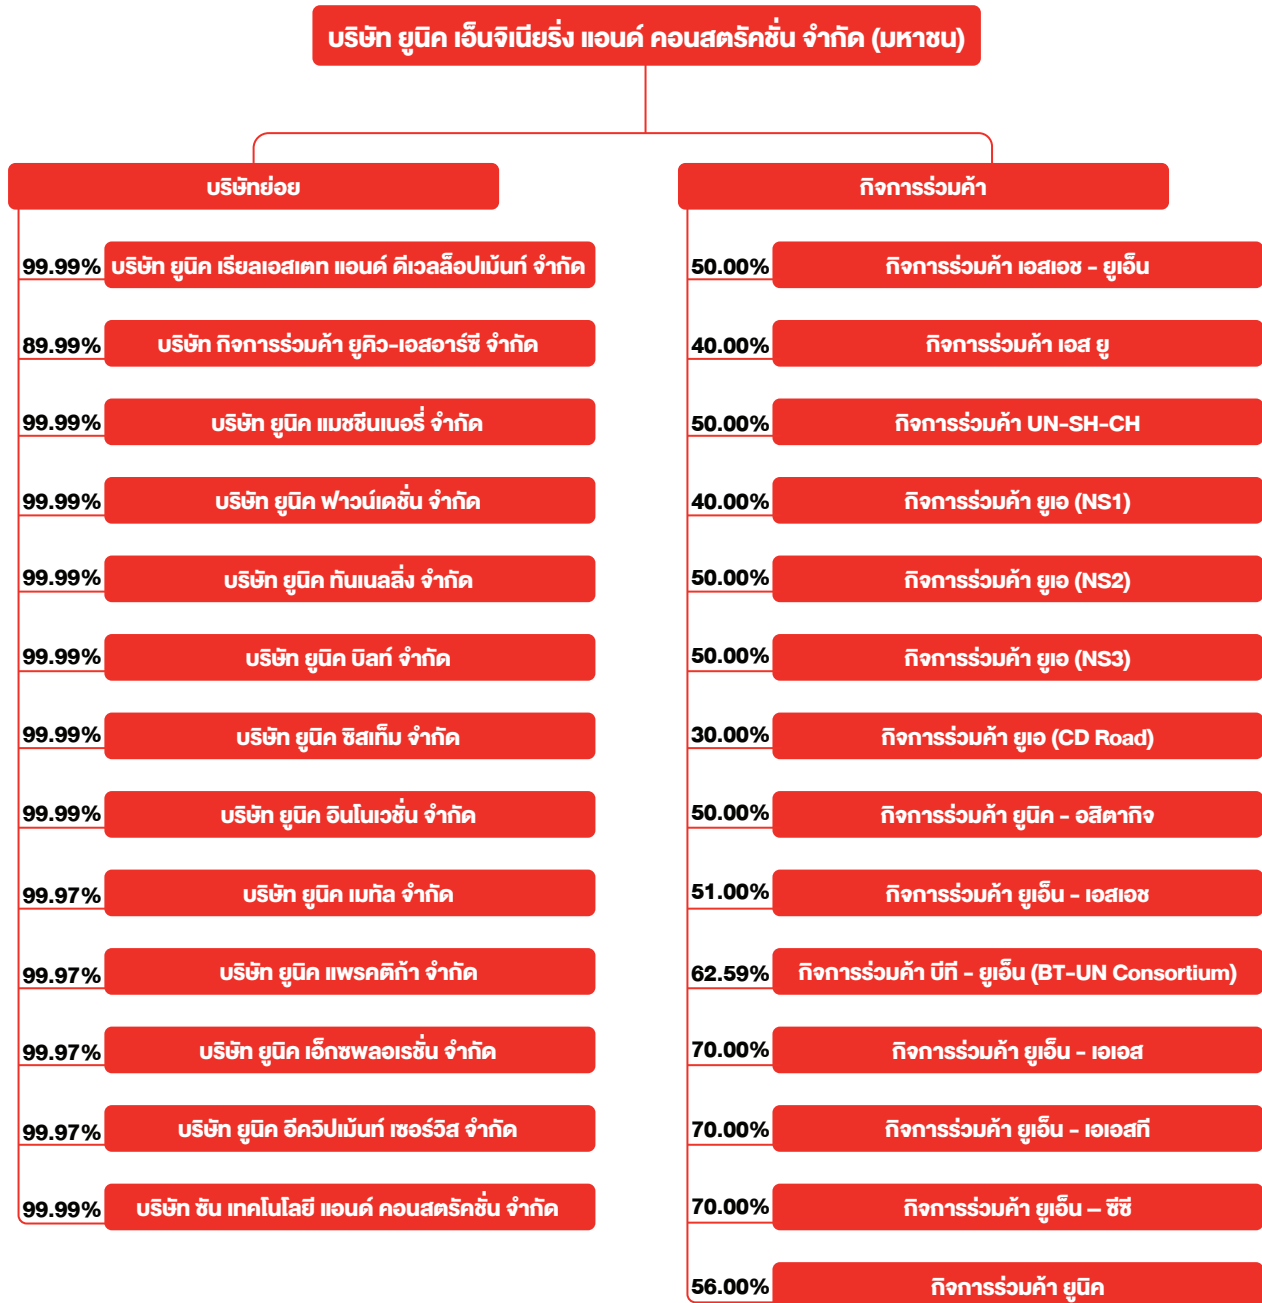 บริษัท ยูนิค เอ็นจิเนียริ่ง แอนด์ คอนสตรัคชั่น จำกัด (มหาชน)
บริษัทย่อย
99.99% บริษัท ยูนิค เรียลเอสเตท แอนด์ ดีเวลล็อปเม้นท์ จำกัด
89.99% บริษัท กิจการร่วมค้า ยูคิว-เอสอาร์ซี จำกัด
99.99% บริษัท ยูนิค แมชชีนเนอรี่ จำกัด
99.99% บริษัท ยูนิค ฟาวน์เดชั่น จำกัด
99.99% บริษัท ยูนิค ทันเนลลิ่ง จำกัด
99.99% บริษัท ยูนิค บิลท์ จำกัด
99.99% บริษัท ยูนิค ซิสเท็ม จำกัด
99.99% บริษัท ยูนิค อินโนเวชั่น จำกัด
99.97% บริษัท ยูนิค เมทัล จำกัด
99.97% บริษัท ยูนิค แพรคติก้า จำกัด
99.97% บริษัท ยูนิค เอ็กซพลอเรชั่น จำกัด
99.97% บริษัท ยูนิค อีควิปเม้นท์ เซอร์วิส จำกัด
99.99% บริษัท ซัน เทคโนโลยี แอนด์ คอนสตรัคชั่น จำกัด
กิจการร่วมค้า
50.00% กิจการร่วมค้า เอสเอช - ยูเอ็น
40.00% กิจการร่วมค้า เอส ยู
50.00% กิจการร่วมค้า UN-SH-CH
40.00% กิจการร่วมค้า ยูเอ (NS1)
50.00% กิจการร่วมค้า ยูเอ (NS2)
50.00% กิจการร่วมค้า ยูเอ (NS3)
30.00% กิจการร่วมค้า ยูเอ (CD Road)
50.00% กิจการร่วมค้า ยูนิค - อสิตากิจ
51.00% กิจการร่วมค้า ยูเอ็น - เอสเอช
62.59% กิจการร่วมค้า บีที - ยูเอ็น (BT-UN Consortium)
70.00% กิจการร่วมค้า ยูเอ็น - เอเอส
70.00% กิจการร่วมค้า ยูเอ็น - เอเอสที
70.00% กิจการร่วมค้า ยูเอ็น – ซีซี
56.00% กิจการร่วมค้า ยูนิค